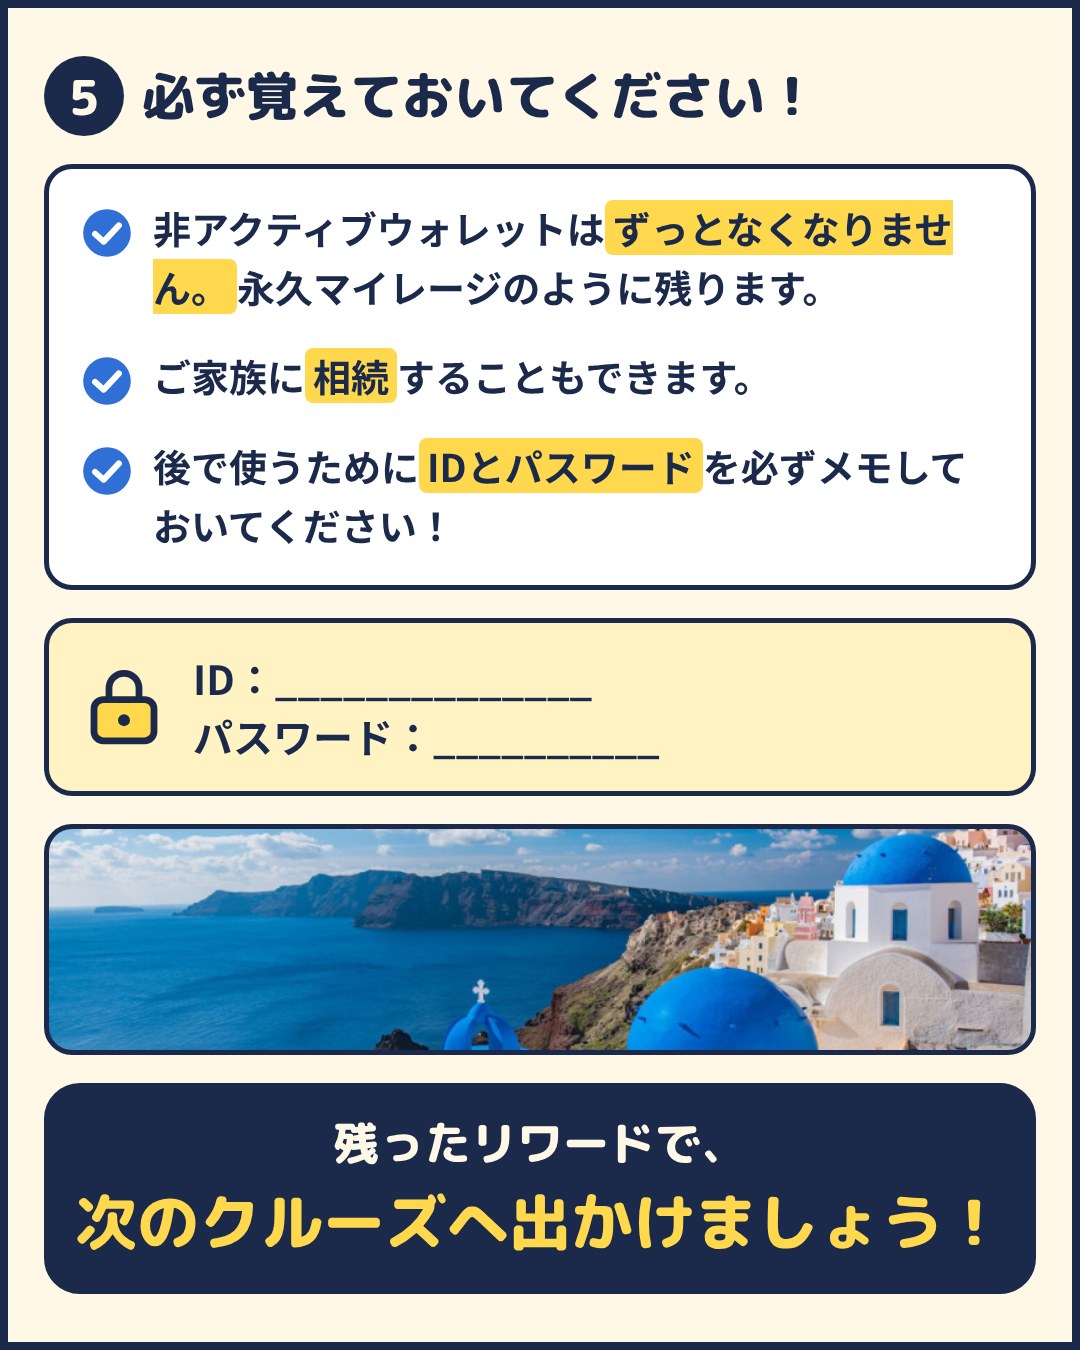 5 必ず覚えておいてください！
非アクティブウォレットはずっとなくなりませ
ん。永久マイレージのように残ります。
ご家族に相続することもできます。
後で使うためにIDとパスワードを必ずメモして
おいてください！
ID：______________
パスワード：__________
残ったリワードで、
次のクルーズへ出かけましょう！